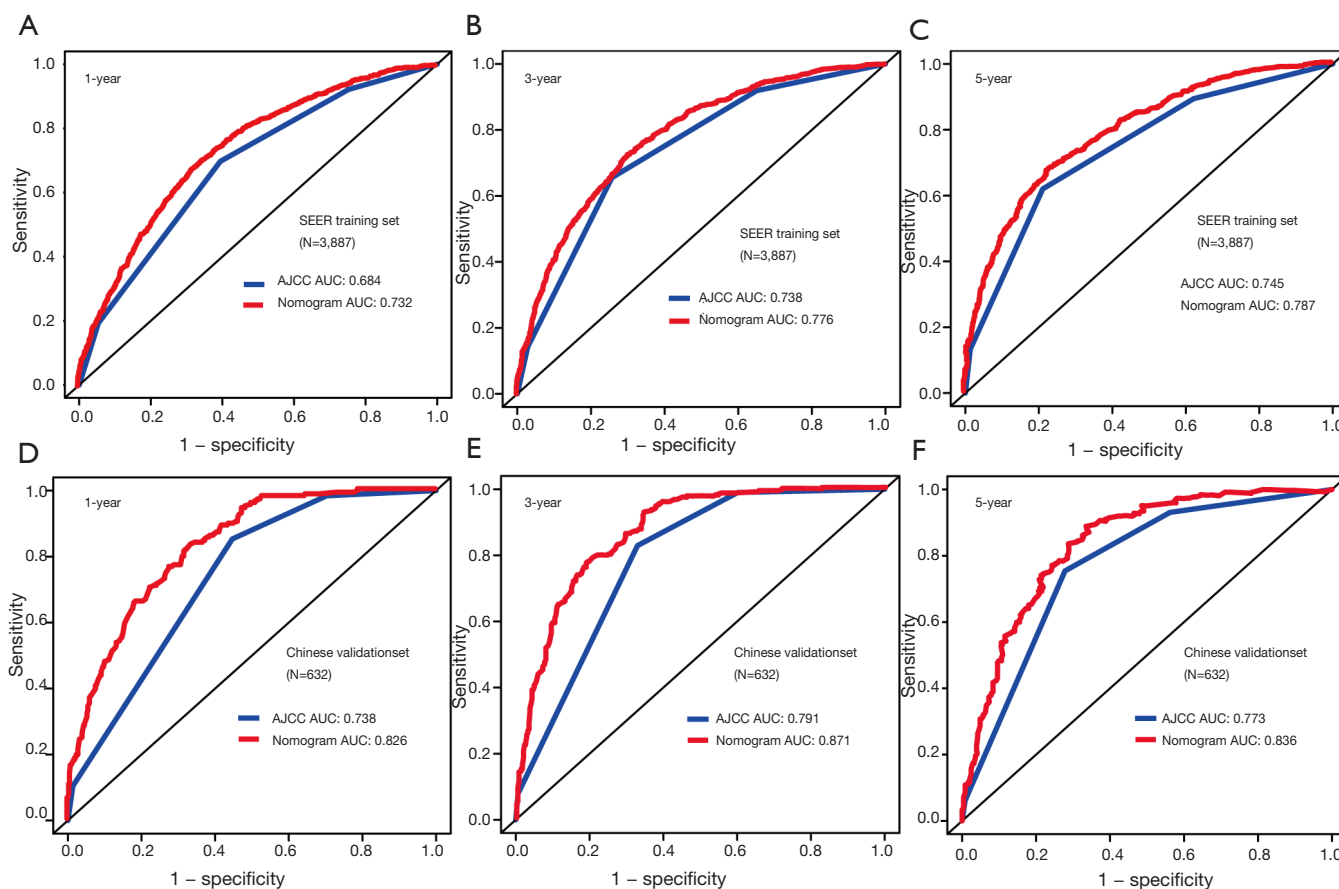 A
1-year
1.0
0.8
0.6
0.4
0.2
0.0
Sensitivity
SEER training set
(N=3,887)
AJCC AUC: 0.684
Nomogram AUC: 0.732
0.0 0.2 0.4 0.6 0.8 1.0
1 – specificity
B
3-year
1.0
0.8
0.6
0.4
0.2
0.0
Sensitivity
SEER training set
(N=3,887)
AJCC AUC: 0.738
Nomogram AUC: 0.776
0.0 0.2 0.4 0.6 0.8 1.0
1 – specificity
C
5-year
1.0
0.8
0.6
0.4
0.2
0.0
Sensitivity
SEER training set
(N=3,887)
AJCC AUC: 0.745
Nomogram AUC: 0.787
0.0 0.2 0.4 0.6 0.8 1.0
1 – specificity
D
1-year
1.0
0.8
0.6
0.4
0.2
0.0
Sensitivity
Chinese validationset
(N=632)
AJCC AUC: 0.738
Nomogram AUC: 0.826
0.0 0.2 0.4 0.6 0.8 1.0
1 – specificity
E
3-year
1.0
0.8
0.6
0.4
0.2
0.0
Sensitivity
Chinese validationset
(N=632)
AJCC AUC: 0.791
Nomogram AUC: 0.871
0.0 0.2 0.4 0.6 0.8 1.0
1 – specificity
F
5-year
1.0
0.8
0.6
0.4
0.2
0.0
Sensitivity
Chinese validationset
(N=632)
AJCC AUC: 0.773
Nomogram AUC: 0.836
0.0 0.2 0.4 0.6 0.8 1.0
1 – specificity